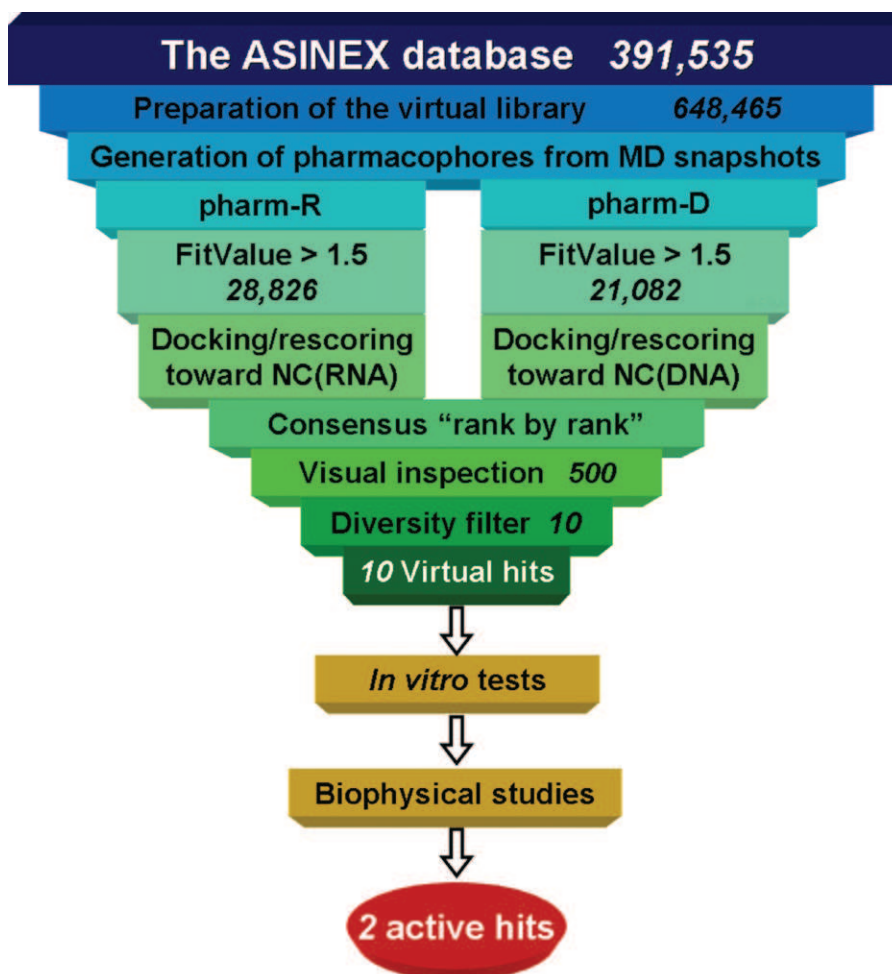 The ASINEX database 391,535
Preparation of the virtual library 648,465
Generation of pharmacophores from MD snapshots
pharm-R
pharm-D
FitValue > 1.5
28,826
FitValue > 1.5
21,082
Docking/rescoring
toward NC(RNA)
Docking/rescoring
toward NC(DNA)
Consensus “rank by rank”
Visual inspection 500
Diversity filter 10
10 Virtual hits
In vitro tests
Biophysical studies
2 active hits